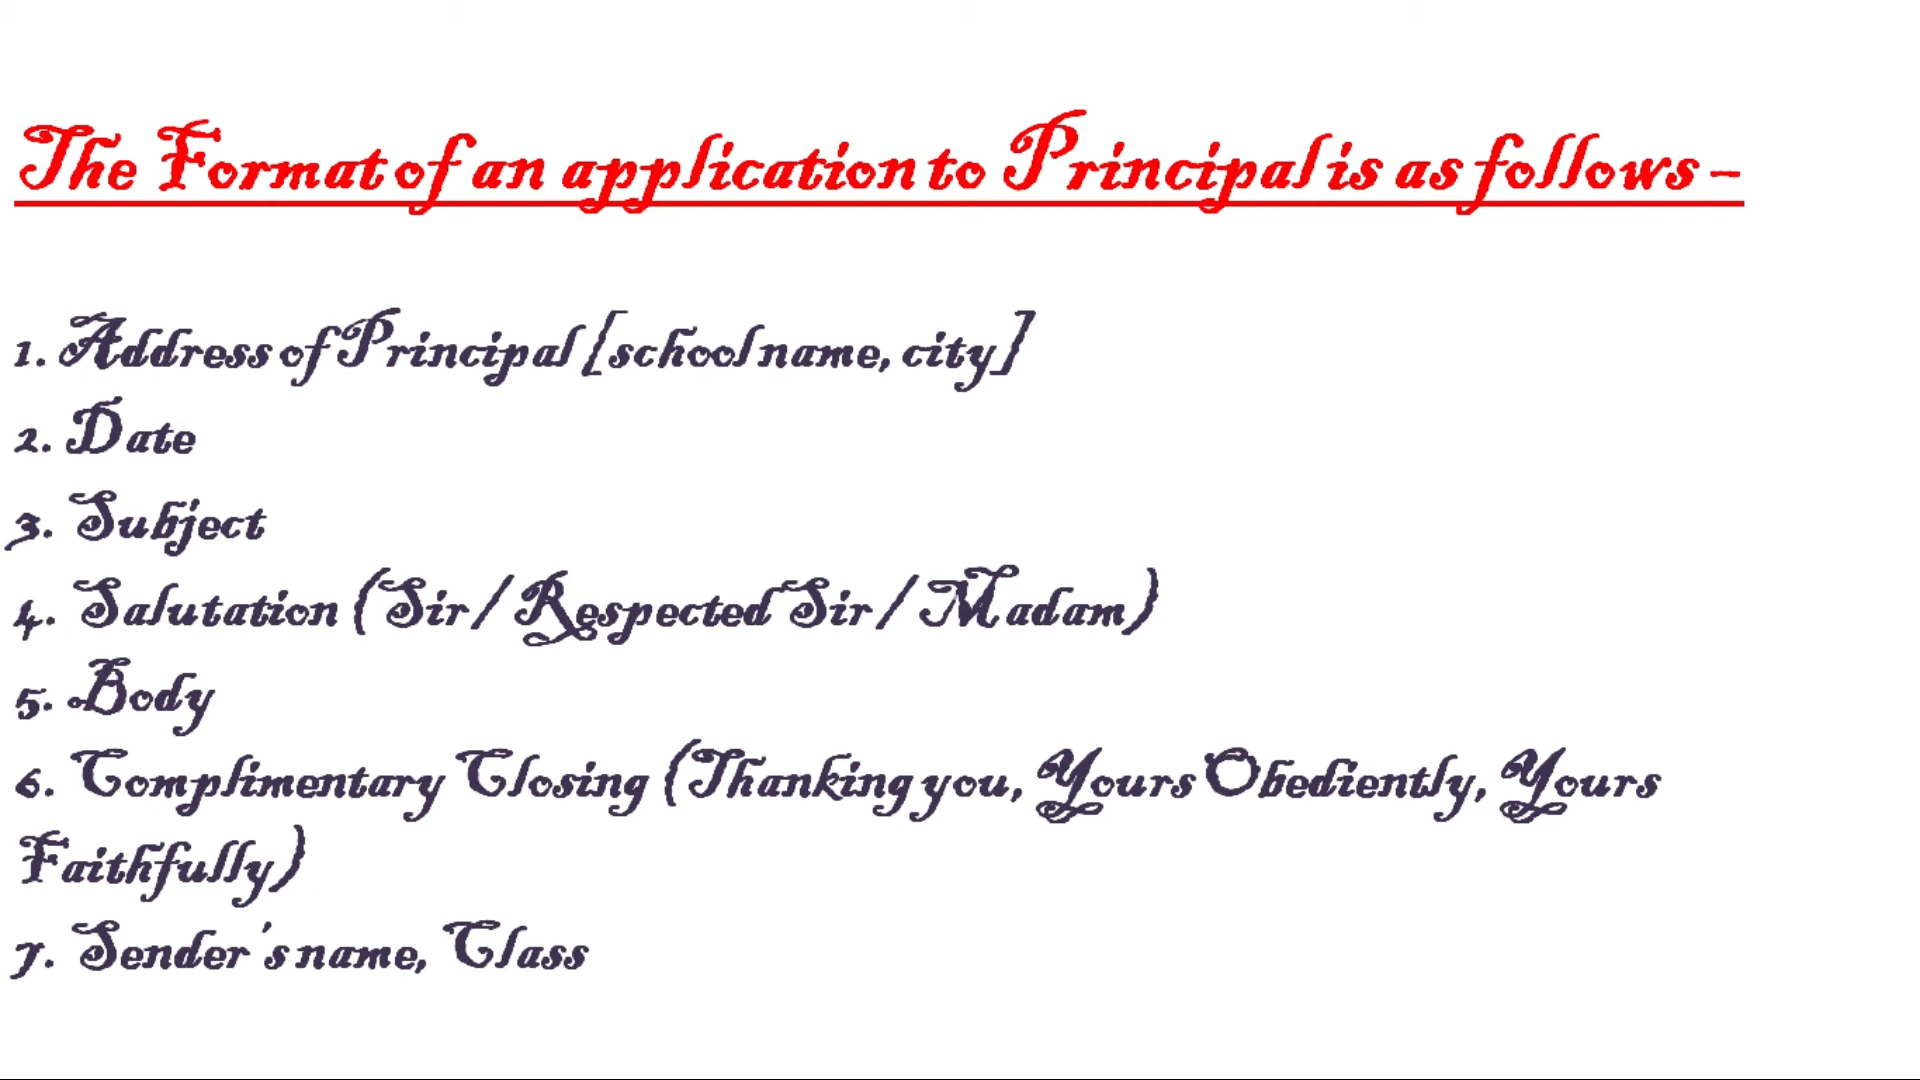 The Format of an application to Principal is as follows –
1. Address of Principal [school name, city]
2. Date
3. Subject
4. Salutation (Sir / Respected Sir / Madam)
5. Body
6. Complimentary Closing (Thanking you, Yours Obediently, Yours
Faithfully)
7. Sender's name, Class